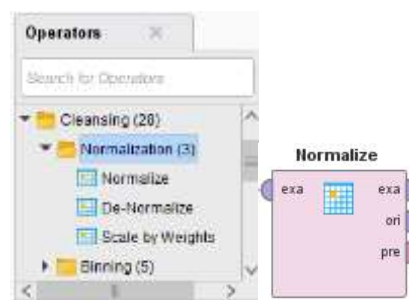 Operators
Search for Operators
Cleansing (28)
Normalization (3)
Normalize
De-Normalize
Scale by Weights
Binning (5)
Normalize
exa
exa
ori
pre